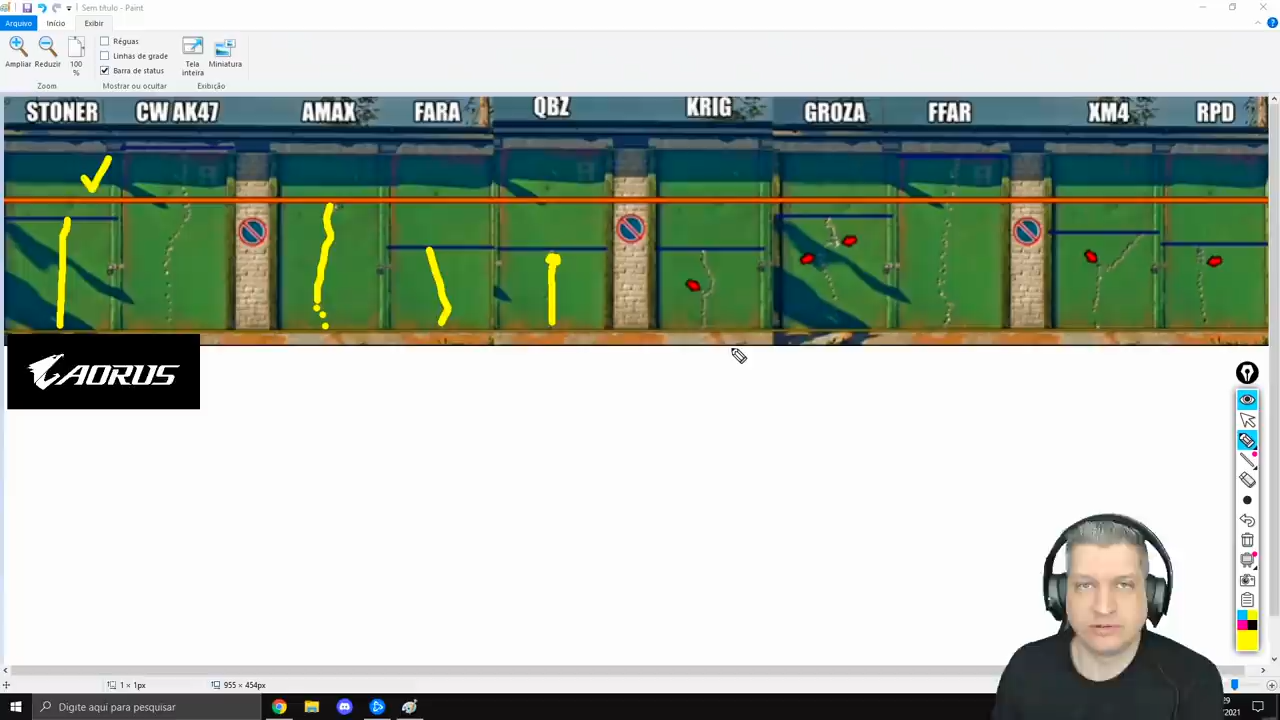 Sem título - Paint
Arquivo Início Exibir
Ampliar Reduzir 100 %
Réguas
Linhas de grade
Barra de status
Tela inteira Miniatura
Zoom Mostrar ou ocultar Exibição
STONER CW AK47 AMAX FARA QBZ KRIG GROZA FFAR XM4 RPD
AORUS
1 × 1px 955 × 454px
Digite aqui para pesquisar
29
2021